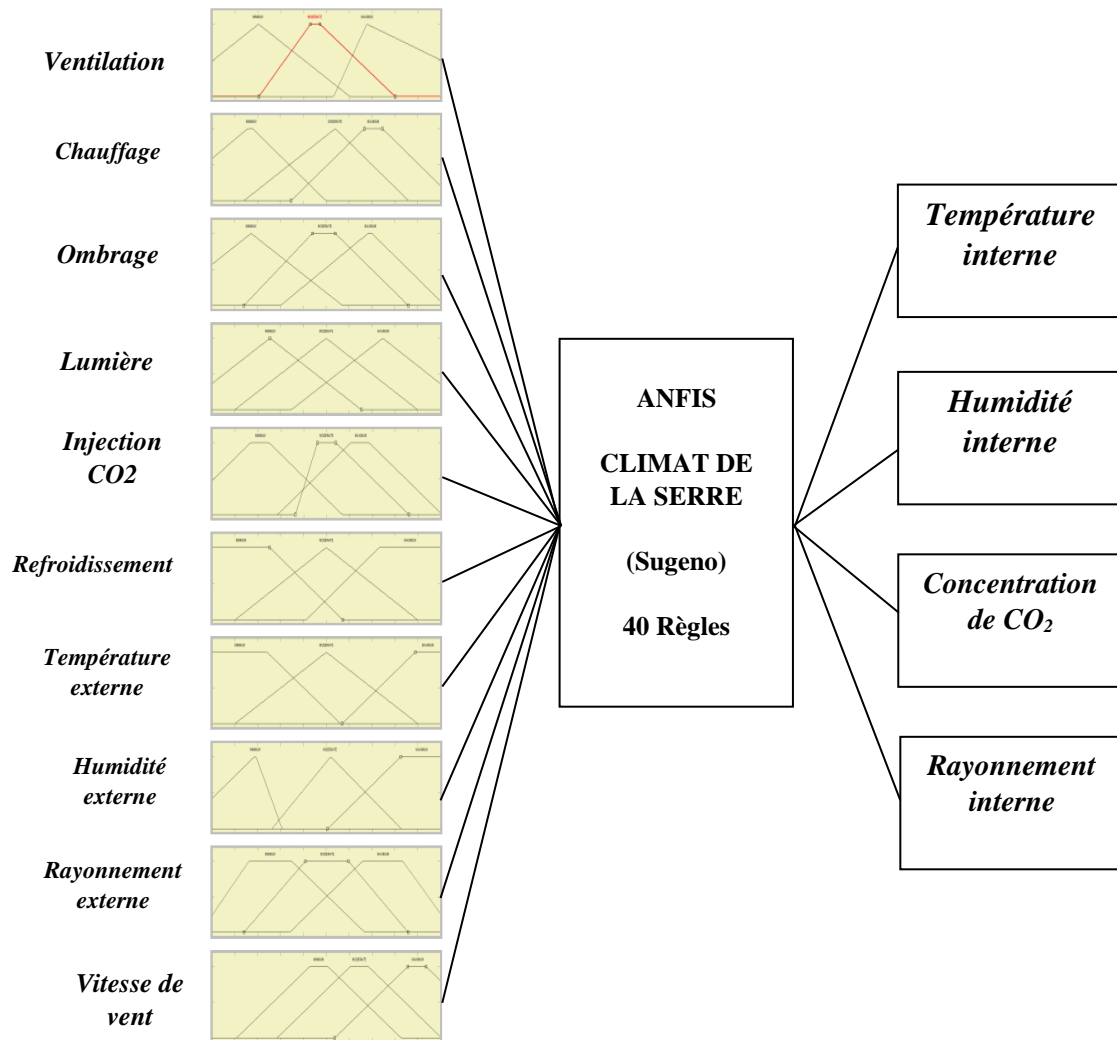 Ventilation
Chauffage
Ombrage
Lumière
Injection
CO2
Refroidissement
Température
externe
Humidité
externe
Rayonnement
externe
Vitesse de
vent
ANFIS
CLIMAT DE
LA SERRE
(Sugeno)
40 Règles
Température
interne
Humidité
interne
Concentration
de CO₂
Rayonnement
interne